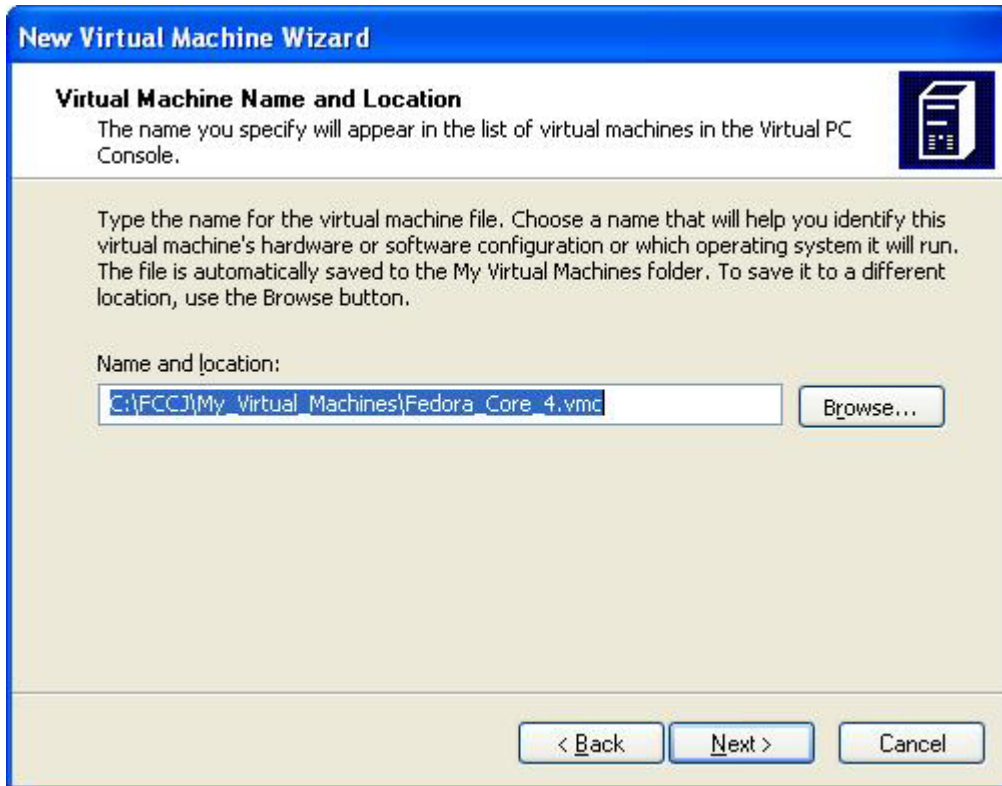 New Virtual Machine Wizard
Virtual Machine Name and Location
The name you specify will appear in the list of virtual machines in the Virtual PC
Console.
Type the name for the virtual machine file. Choose a name that will help you identify this
virtual machine's hardware or software configuration or which operating system it will run.
The file is automatically saved to the My Virtual Machines folder. To save it to a different
location, use the Browse button.
Name and location:
C:\FCCJ\My_Virtual_Machines\Fedora_Core_4.vmc
Browse...
< Back
Next >
Cancel